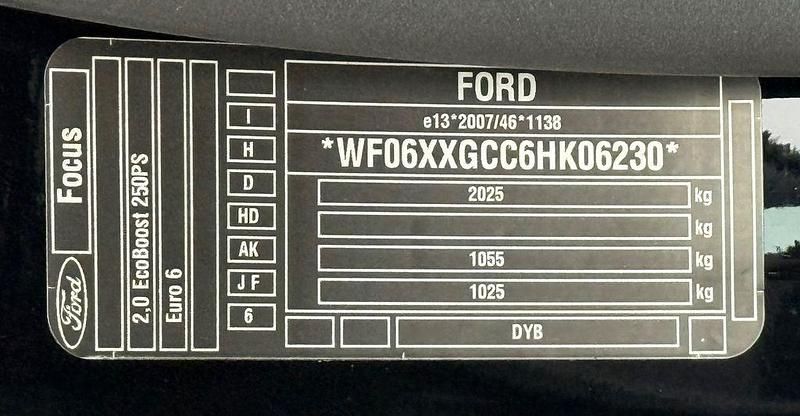 Focus
Ford
2,0 EcoBoost 250PS
Euro 6
I
H
D
HD
AK
J F
6
FORD
e13*2007/46*1138
*WF06XXGCC6HK06230*
2025 kg
kg
1055 kg
1025 kg
DYB